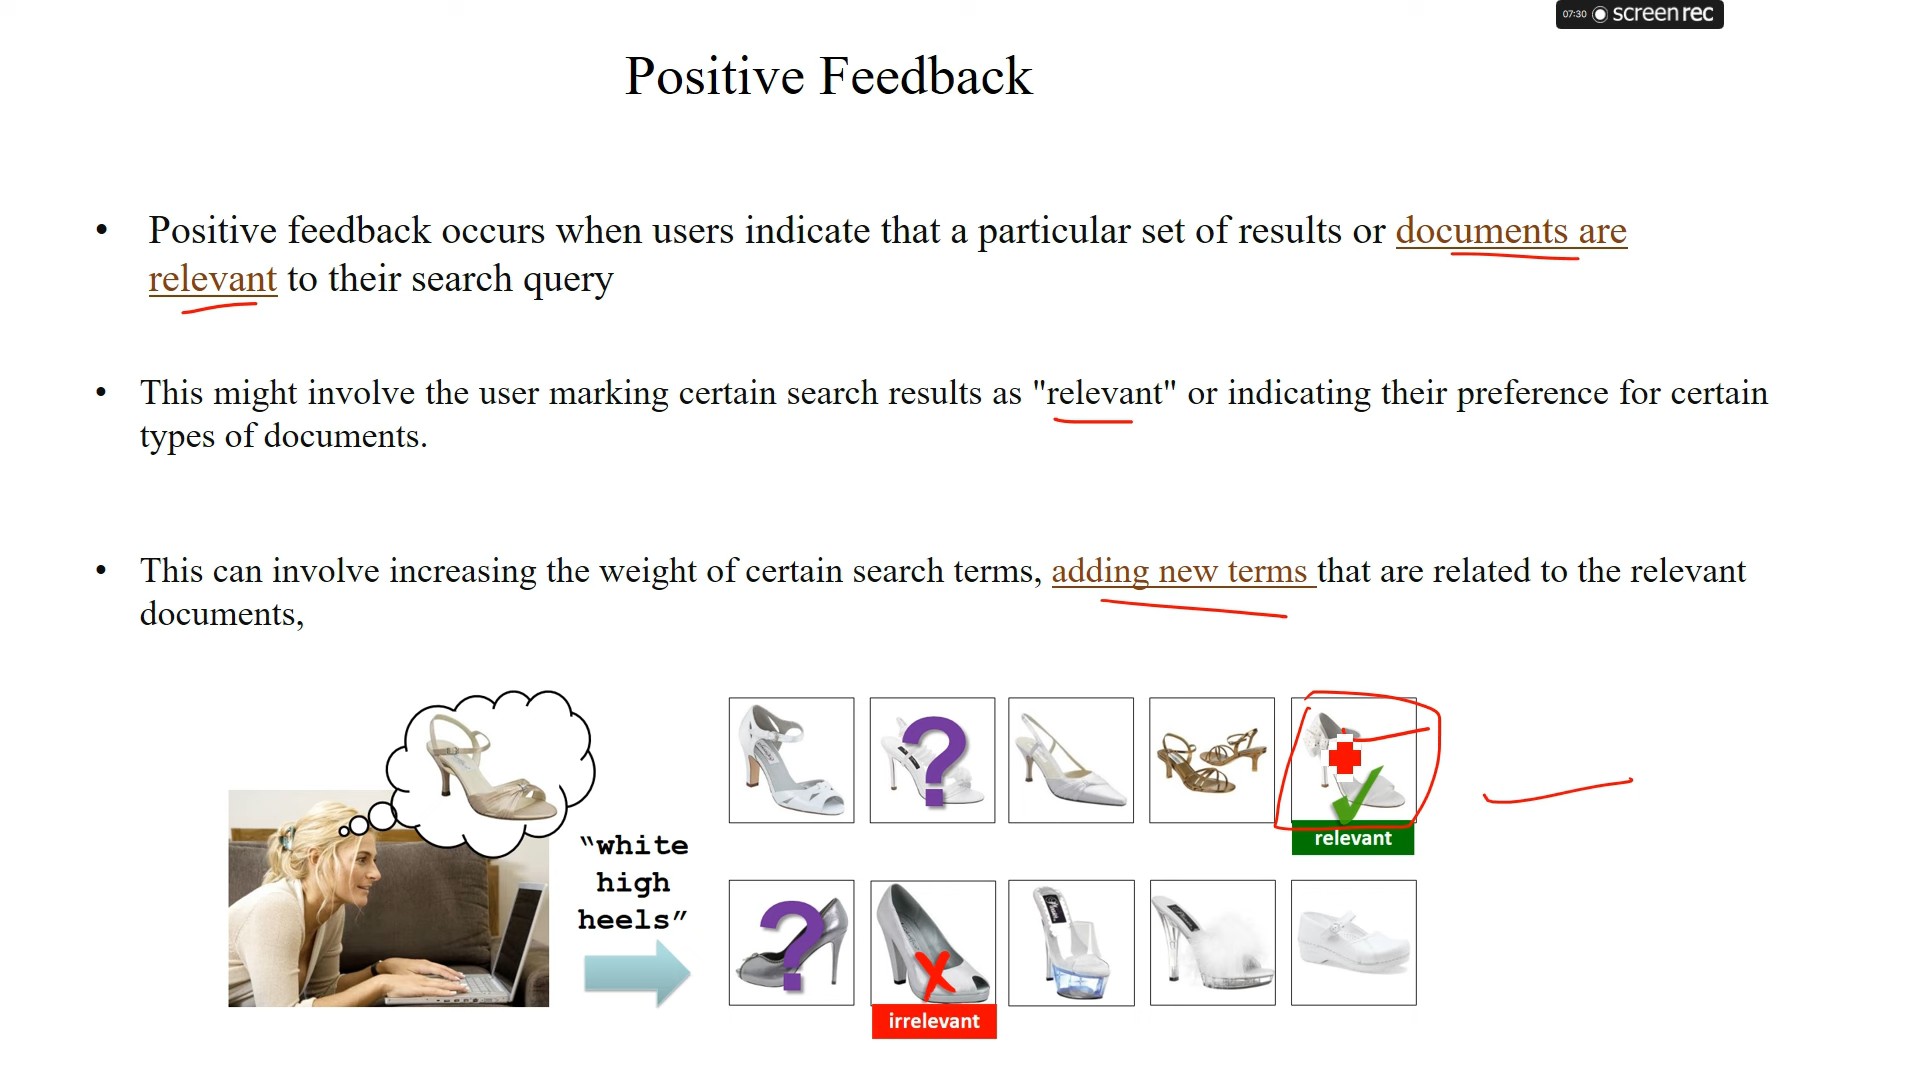 07:30 screenrec
Positive Feedback
• Positive feedback occurs when users indicate that a particular set of results or documents are
relevant to their search query
• This might involve the user marking certain search results as "relevant" or indicating their preference for certain
types of documents.
• This can involve increasing the weight of certain search terms, adding new terms that are related to the relevant
documents,
“white
high
heels”
?
relevant
?
X
irrelevant